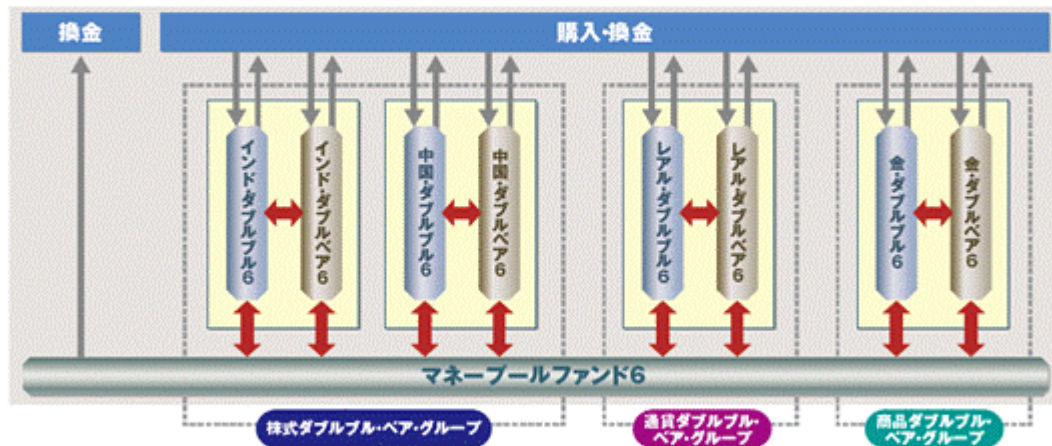 換金
購入・換金
インド・ダブルブル6
インド・ダブルベア6
中国・ダブルブル6
中国・ダブルベア6
レアル・ダブルブル6
レアル・ダブルベア6
金・ダブルブル6
金・ダブルベア6
マネープールファンド6
株式ダブルブル・ベア・グループ
通貨ダブルブル・
ベア・グループ
商品ダブルブル・
ベア・グループ